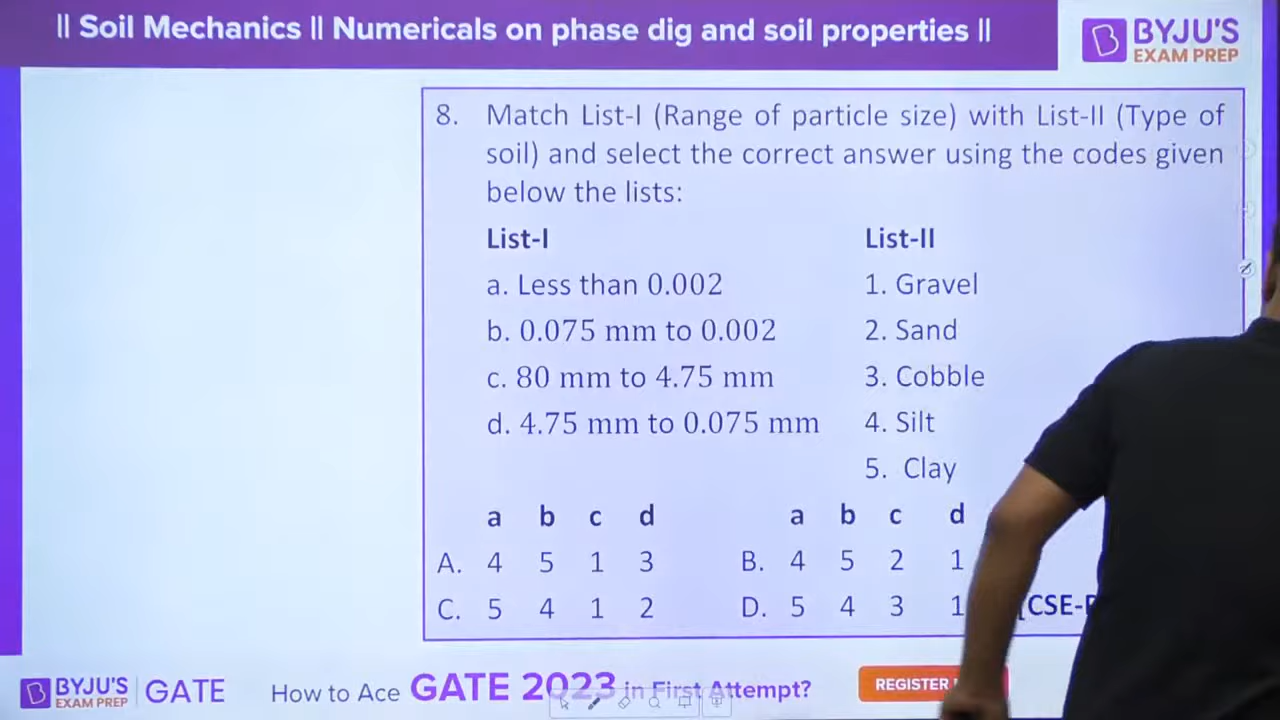 || Soil Mechanics || Numericals on phase dig and soil properties ||
BYJU'S
EXAM PREP
8. Match List-I (Range of particle size) with List-II (Type of
soil) and select the correct answer using the codes given
below the lists:
List-I List-II
a. Less than 0.002 1. Gravel
b. 0.075 mm to 0.002 2. Sand
c. 80 mm to 4.75 mm 3. Cobble
d. 4.75 mm to 0.075 mm 4. Silt
5. Clay
a b c d a b c d
A. 4 5 1 3 B. 4 5 2 1
C. 5 4 1 2 D. 5 4 3 1 [CSE-
BYJU'S
EXAM PREP
GATE
How to Ace GATE 2023 in First Attempt?
REGISTER